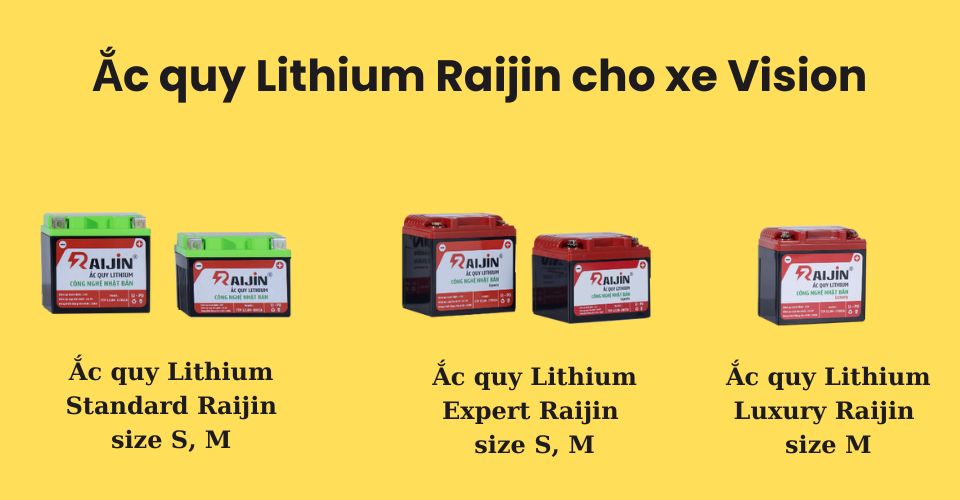 Ắc quy Lithium Raijin cho xe Vision
RAIJIN®
ẮC QUY LITHIUM
CÔNG NGHỆ NHẬT BẢN
RAIJIN®
ẮC QUY LITHIUM
CÔNG NGHỆ NHẬT BẢN
RAIJIN®
ẮC QUY LITHIUM
CÔNG NGHỆ NHẬT BẢN
RAIJIN®
ẮC QUY LITHIUM
CÔNG NGHỆ NHẬT BẢN
RAIJIN®
ẮC QUY LITHIUM
CÔNG NGHỆ NHẬT BẢN
Luxury
Ắc quy Lithium
Standard Raijin
size S, M
Ắc quy Lithium
Expert Raijin
size S, M
Ắc quy Lithium
Luxury Raijin
size M